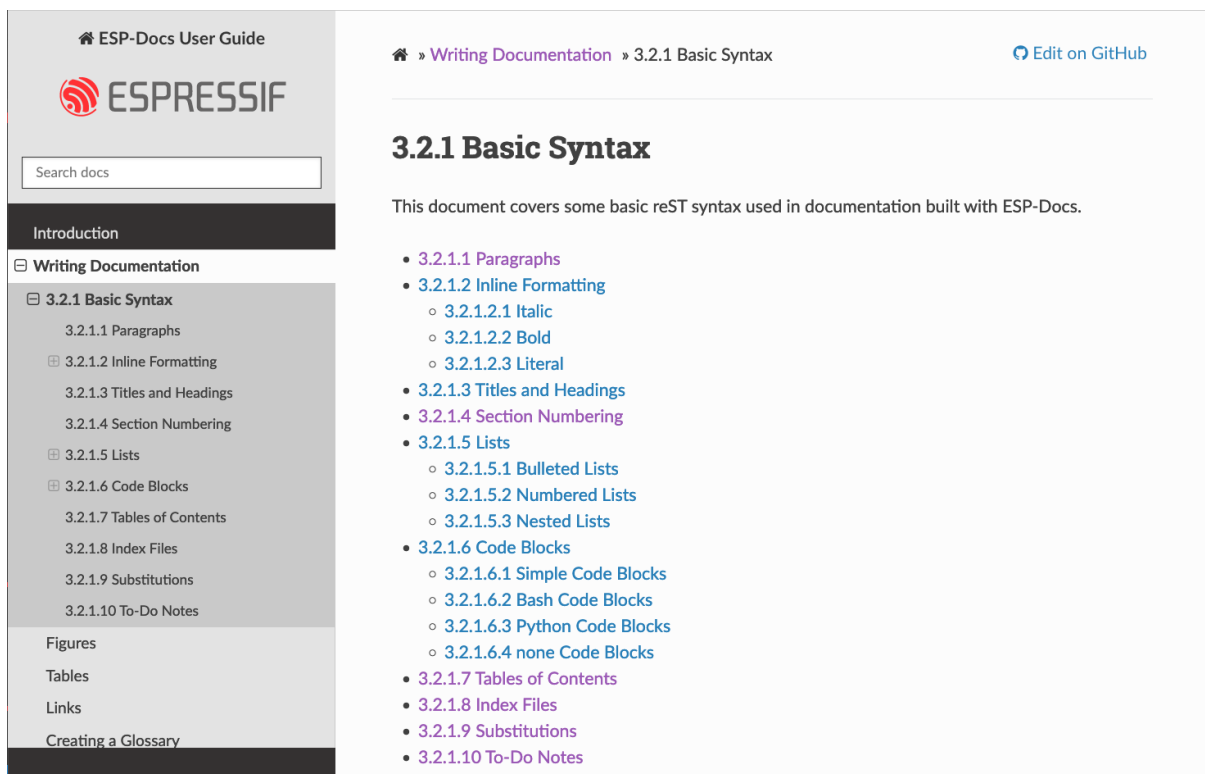 ESP-Docs User Guide
ESPRESSIF
Search docs
Introduction
Writing Documentation
3.2.1 Basic Syntax
3.2.1.1 Paragraphs
3.2.1.2 Inline Formatting
3.2.1.3 Titles and Headings
3.2.1.4 Section Numbering
3.2.1.5 Lists
3.2.1.6 Code Blocks
3.2.1.7 Tables of Contents
3.2.1.8 Index Files
3.2.1.9 Substitutions
3.2.1.10 To-Do Notes
Figures
Tables
Links
Creating a Glossary
» Writing Documentation » 3.2.1 Basic Syntax
Edit on GitHub
3.2.1 Basic Syntax
This document covers some basic reST syntax used in documentation built with ESP-Docs.
• 3.2.1.1 Paragraphs
• 3.2.1.2 Inline Formatting
◦ 3.2.1.2.1 Italic
◦ 3.2.1.2.2 Bold
◦ 3.2.1.2.3 Literal
• 3.2.1.3 Titles and Headings
• 3.2.1.4 Section Numbering
• 3.2.1.5 Lists
◦ 3.2.1.5.1 Bulleted Lists
◦ 3.2.1.5.2 Numbered Lists
◦ 3.2.1.5.3 Nested Lists
• 3.2.1.6 Code Blocks
◦ 3.2.1.6.1 Simple Code Blocks
◦ 3.2.1.6.2 Bash Code Blocks
◦ 3.2.1.6.3 Python Code Blocks
◦ 3.2.1.6.4 none Code Blocks
• 3.2.1.7 Tables of Contents
• 3.2.1.8 Index Files
• 3.2.1.9 Substitutions
• 3.2.1.10 To-Do Notes